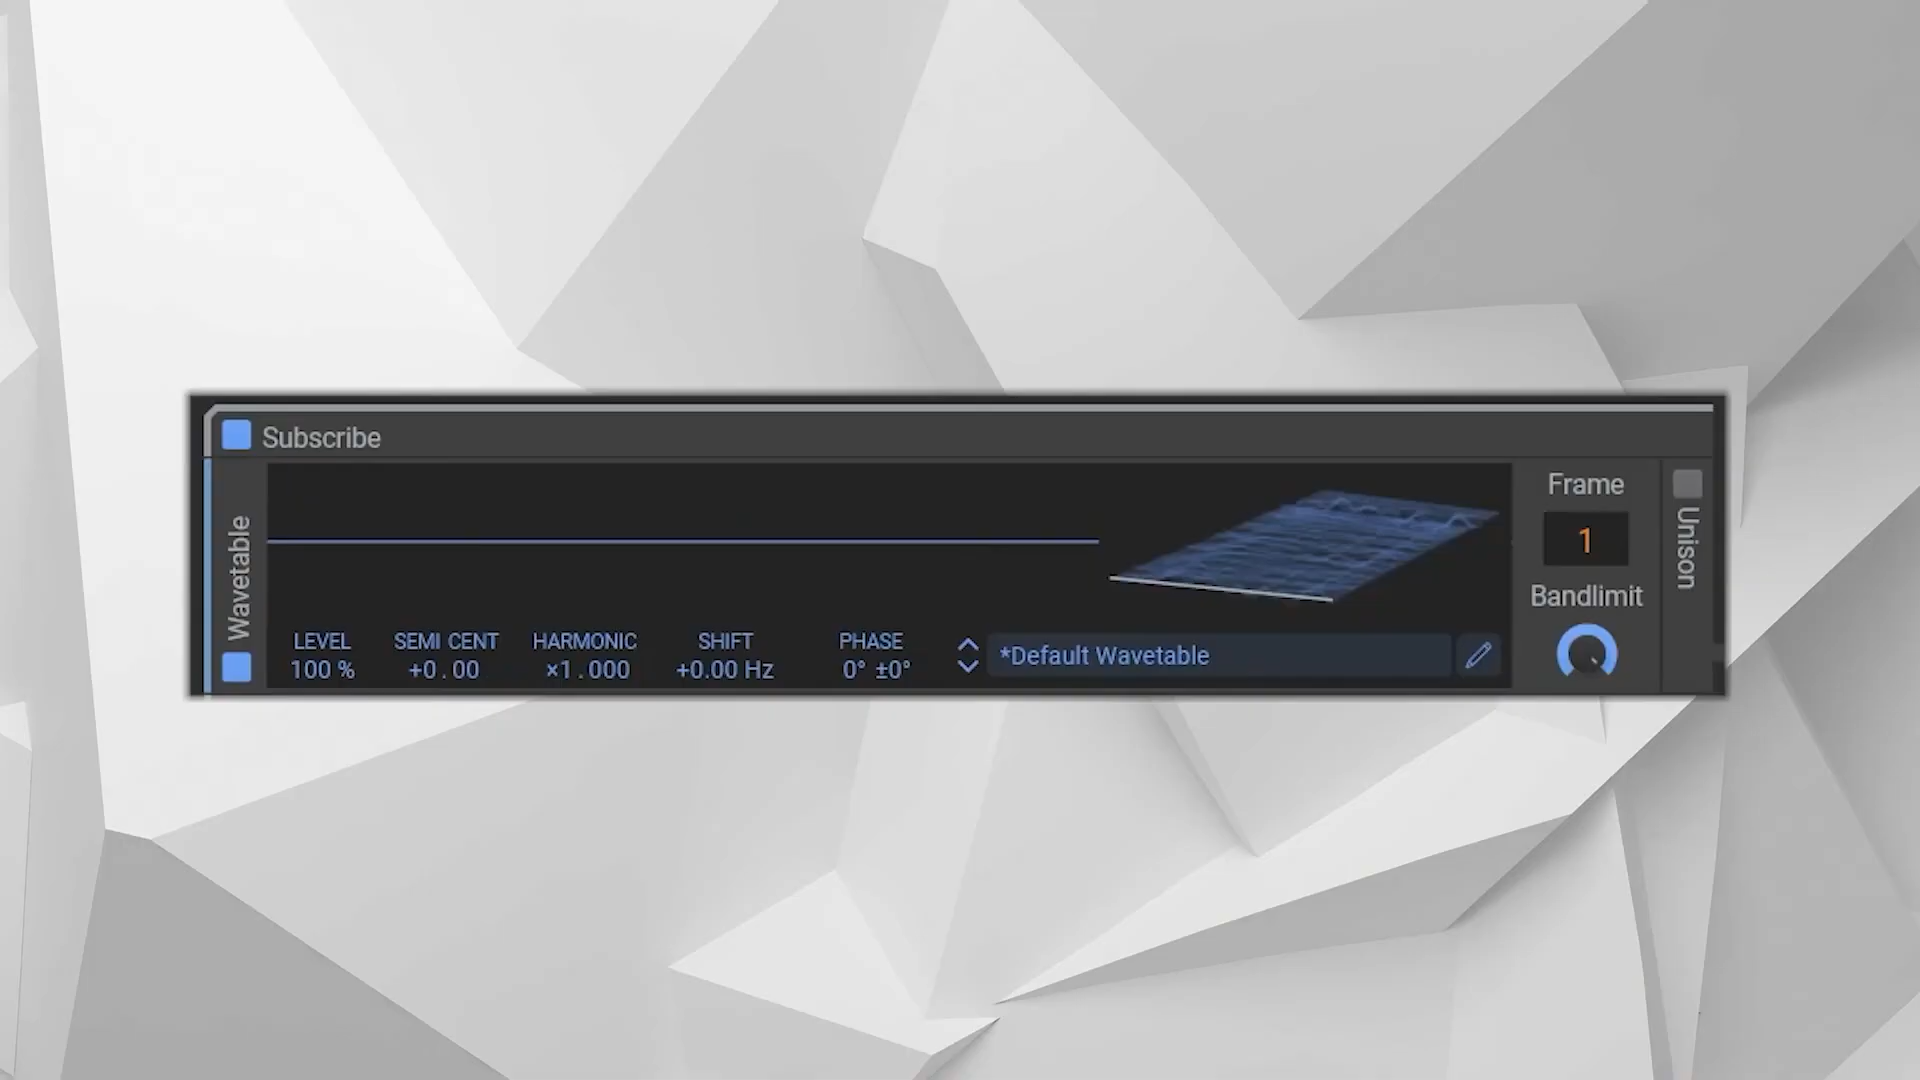 Subscribe
Wavetable
LEVEL
100 %
SEMI CENT
+0.00
HARMONIC
×1.000
SHIFT
+0.00 Hz
PHASE
0° ±0°
*Default Wavetable
Frame
1
Bandlimit
Unison